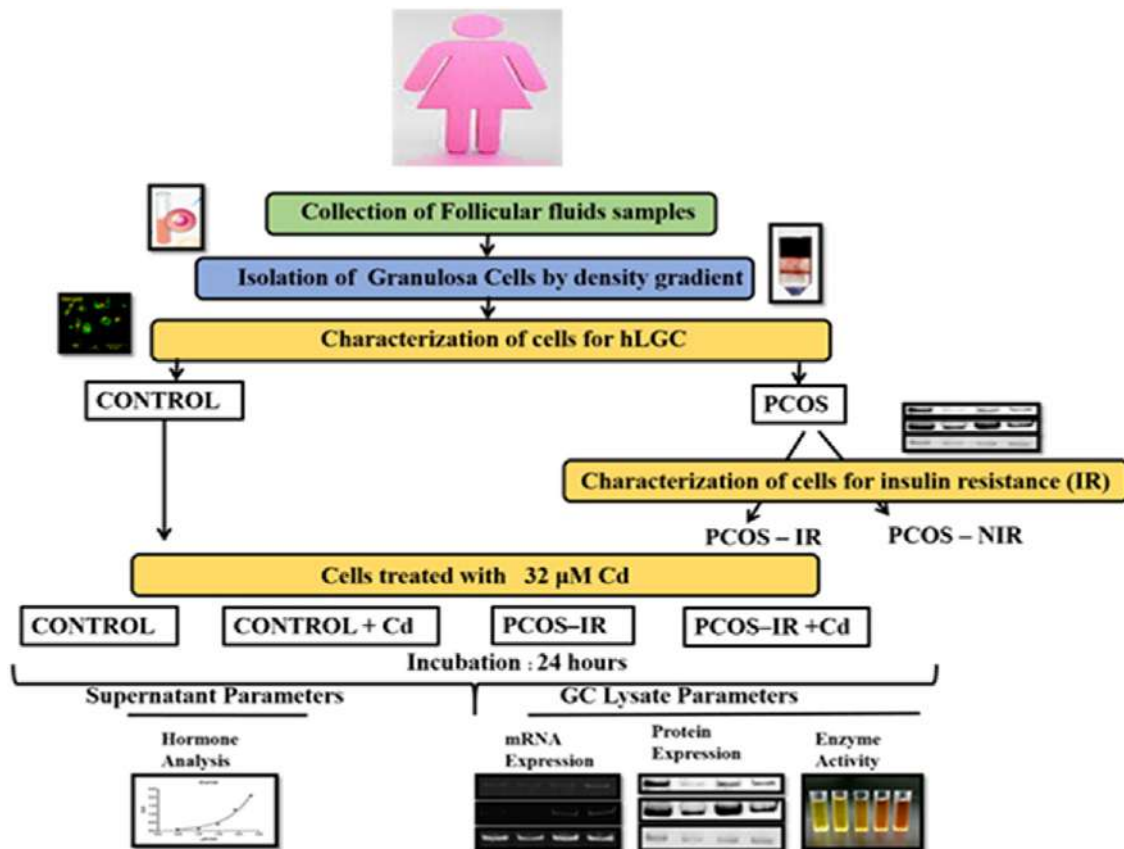 Collection of Follicular fluids samples
Isolation of Granulosa Cells by density gradient
Characterization of cells for hLGC
CONTROL
PCOS
Characterization of cells for insulin resistance (IR)
PCOS – IR
PCOS – NIR
Cells treated with 32 µM Cd
CONTROL
CONTROL + Cd
PCOS–IR
PCOS–IR +Cd
Incubation : 24 hours
Supernatant Parameters
GC Lysate Parameters
Hormone
Analysis
mRNA
Expression
Protein
Expression
Enzyme
Activity